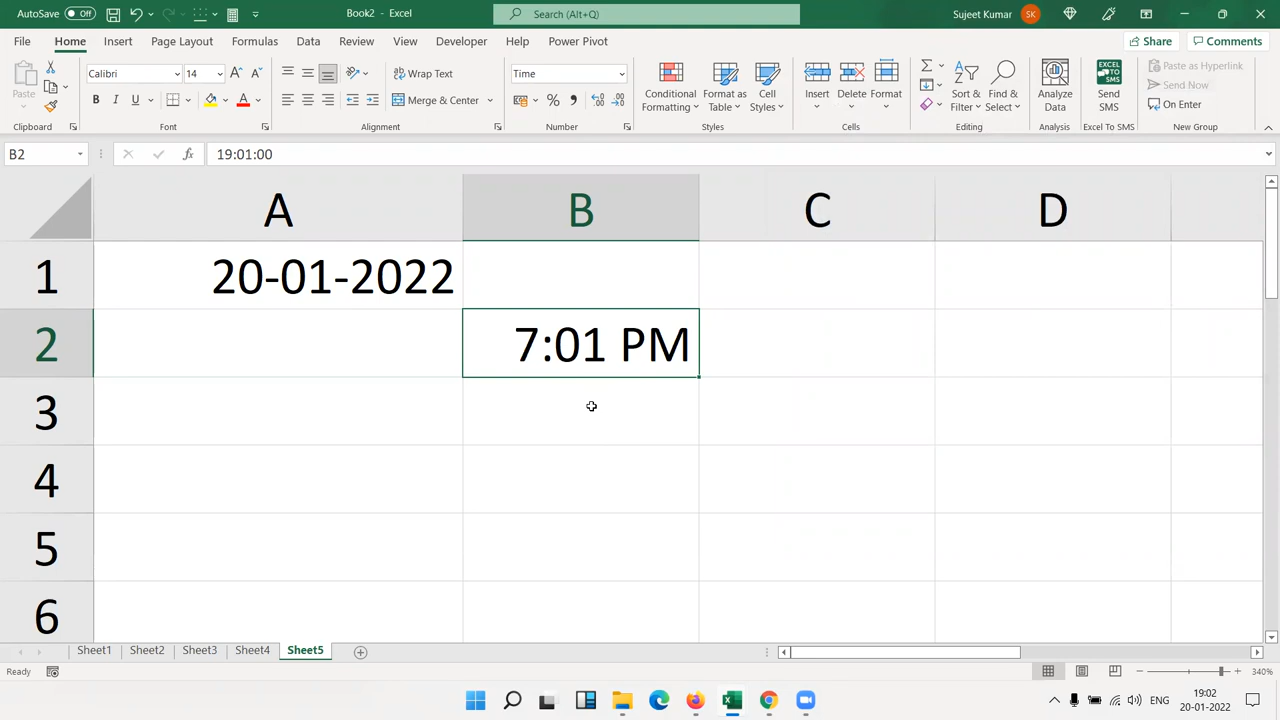 AutoSave Off Book2 - Excel Search (Alt+Q) Sujeet Kumar SK
File Home Insert Page Layout Formulas Data Review View Developer Help Power Pivot Share Comments
Paste Calibri 14 Wrap Text Time Conditional Formatting Format as Table Cell Styles Insert Delete Format Sort & Filter Find & Select Analyze Data Send SMS Paste as Hyperlink
Send Now
B I U Merge & Center On Enter
Clipboard Font Alignment Number Styles Cells Editing Analysis Excel To SMS New Group
B2 19:01:00
A B C D
1 20-01-2022
2 7:01 PM
3
4
5
6
Sheet1 Sheet2 Sheet3 Sheet4 Sheet5
Ready 340%
ENG 19:02
20-01-2022